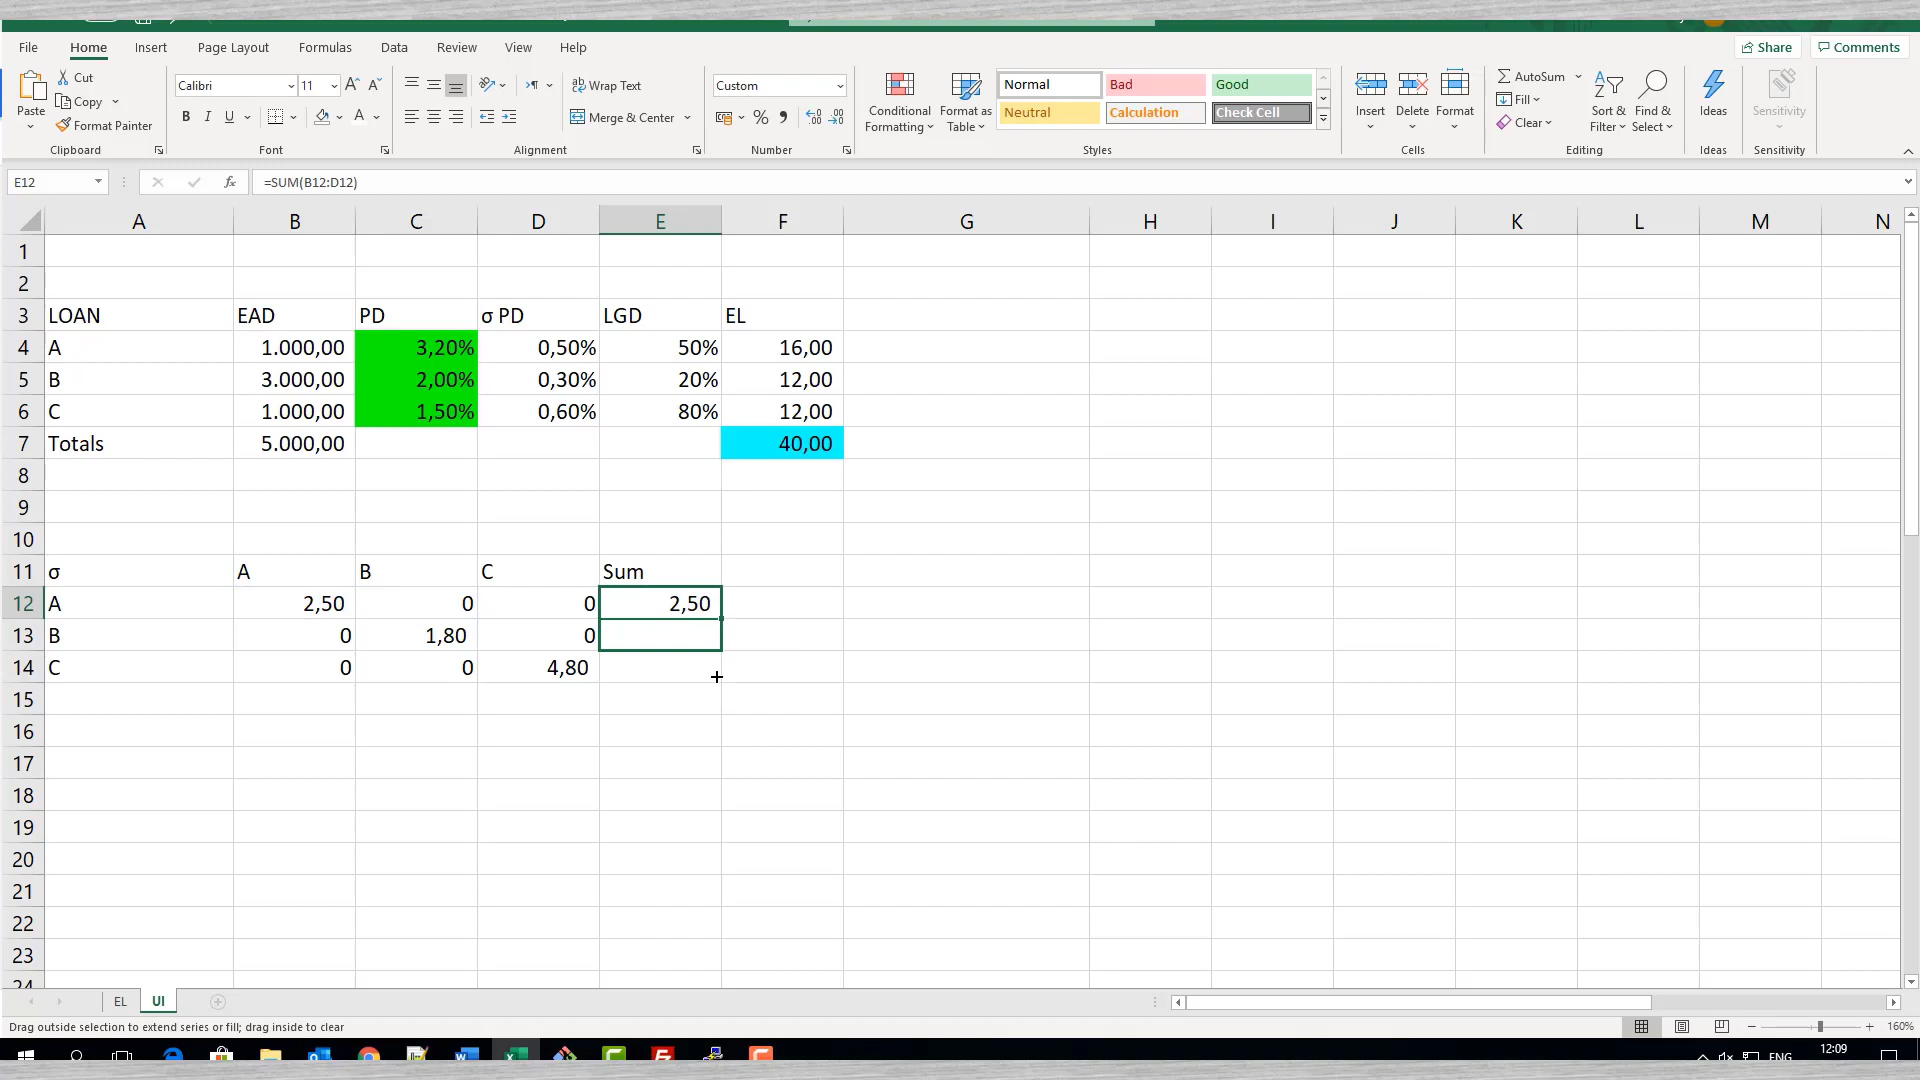 File Home Insert Page Layout Formulas Data Review View Help Share Comments
Paste Cut Calibri 11 Wrap Text Custom Conditional Formatting Format as Table Normal Bad Good Insert Delete Format AutoSum Sort & Filter Find & Select Ideas Sensitivity
Copy B I U Merge & Center Neutral Calculation Check Cell Fill
Format Painter Clear
Clipboard Font Alignment Number Styles Cells Editing Ideas Sensitivity
E12 fx =SUM(B12:D12)
A B C D E F G H I J K L M N
1
2
3 LOAN EAD PD σ PD LGD EL
4 A 1.000,00 3,20% 0,50% 50% 16,00
5 B 3.000,00 2,00% 0,30% 20% 12,00
6 C 1.000,00 1,50% 0,60% 80% 12,00
7 Totals 5.000,00 40,00
8
9
10
11 σ A B C Sum
12 A 2,50 0 0 2,50
13 B 0 1,80 0
14 C 0 0 4,80
15
16
17
18
19
20
21
22
23
24
EL UI
Drag outside selection to extend series or fill; drag inside to clear 160%
ENG 12:09